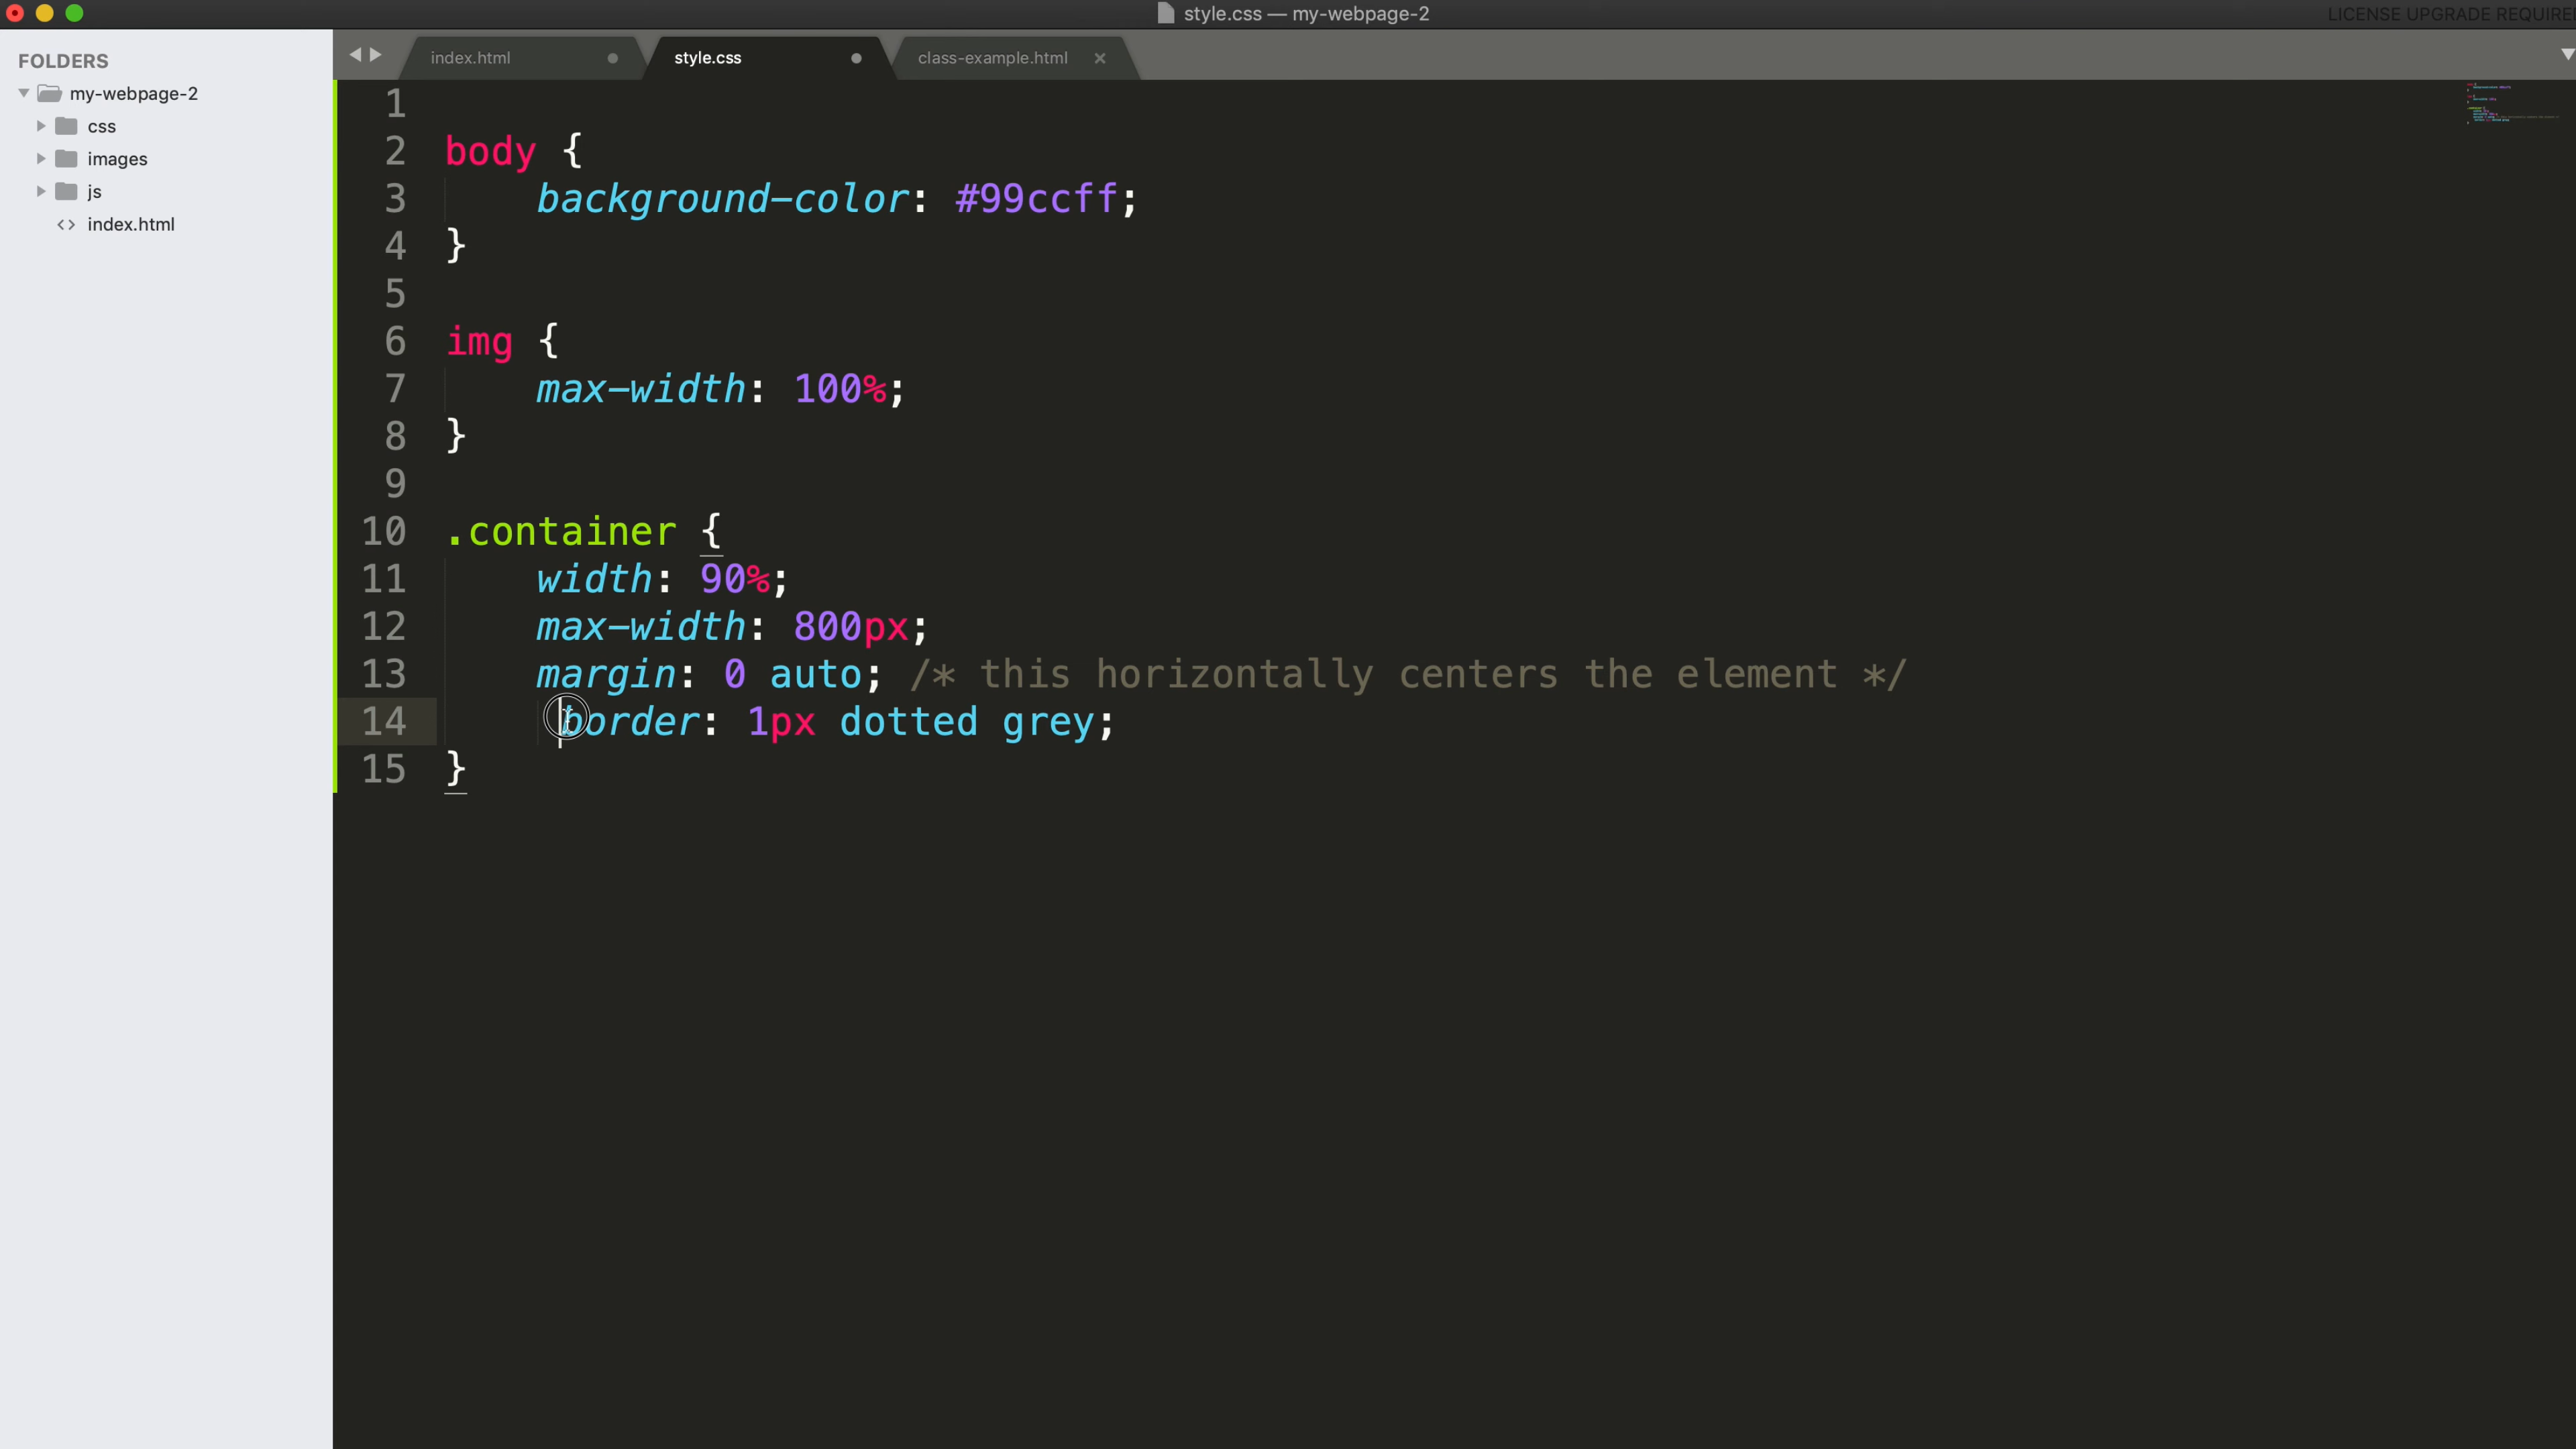 style.css — my-webpage-2
LICENSE UPGRADE REQUIRED
FOLDERS
my-webpage-2
css
images
js
<> index.html
index.html
style.css
class-example.html ×
1
2 body {
3 background-color: #99ccff;
4 }
5
6 img {
7 max-width: 100%;
8 }
9
10 .container {
11 width: 90%;
12 max-width: 800px;
13 margin: 0 auto; /* this horizontally centers the element */
14 border: 1px dotted grey;
15 }